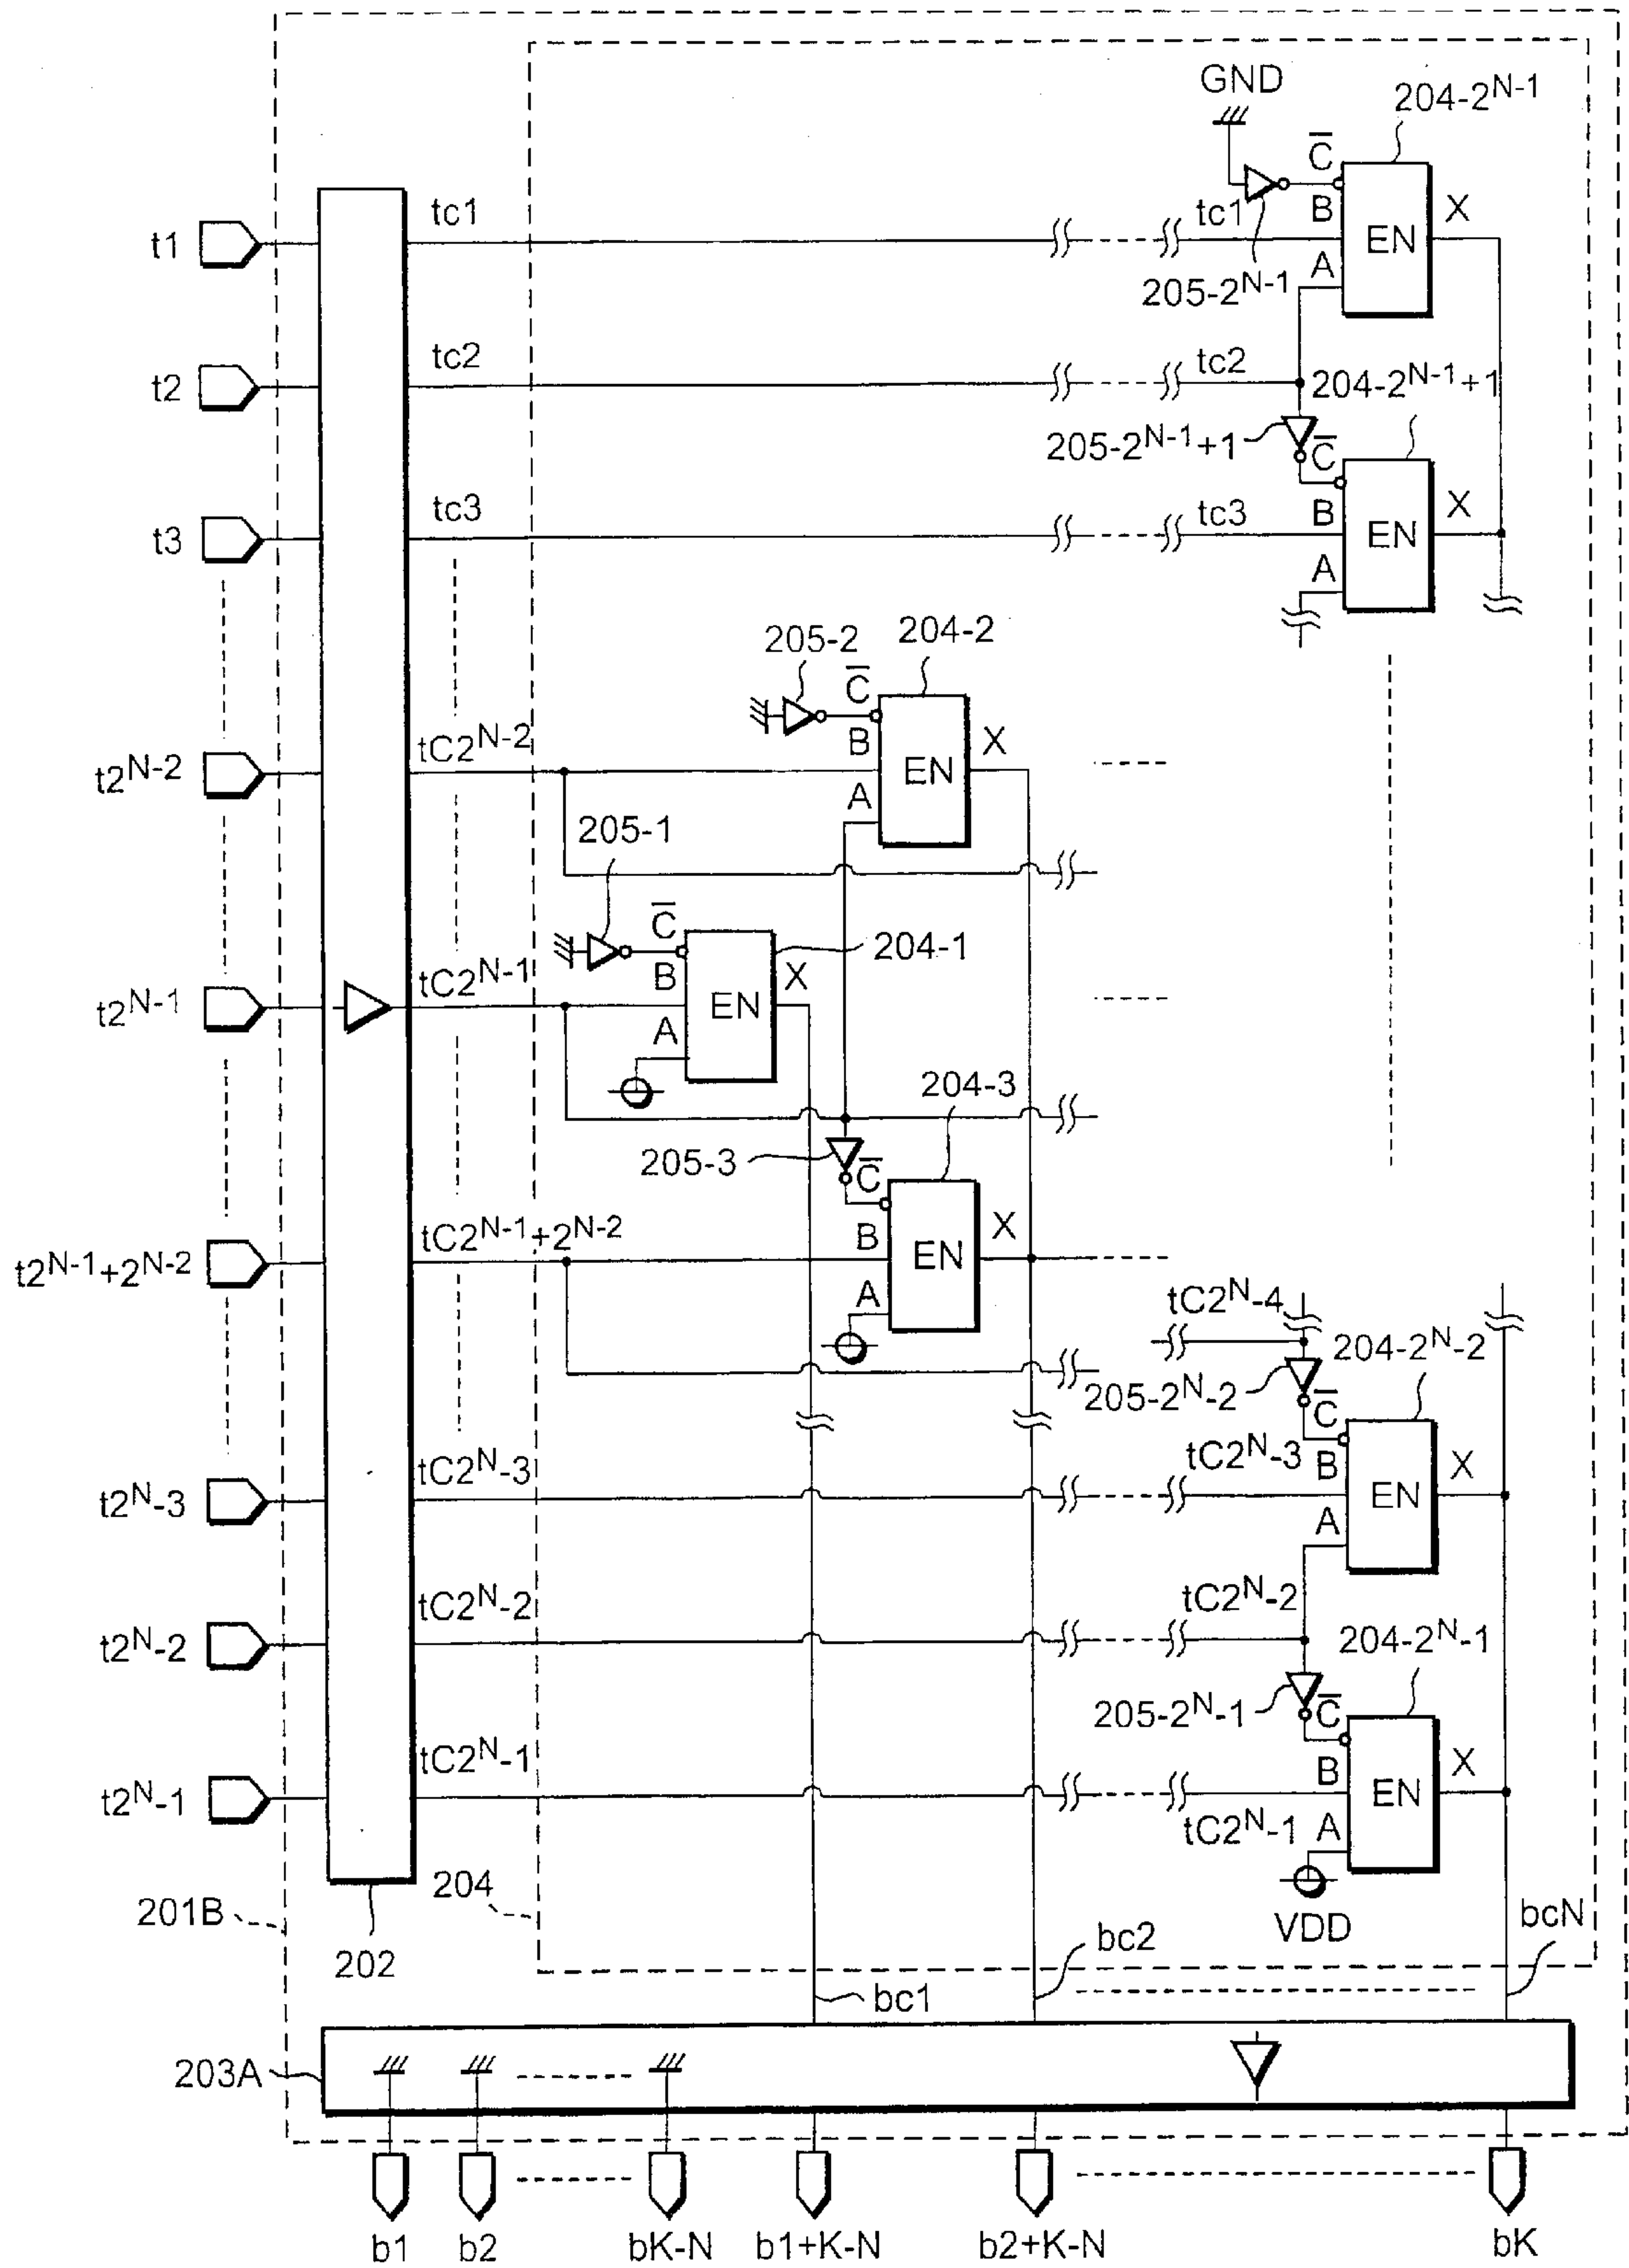 GND
204-2^N-1
C̅
t1
tc1
tc1
B
X
EN
A
205-2^N-1
t2
tc2
tc2
204-2^N-1+1
205-2^N-1+1
C̅
t3
tc3
tc3
B
X
EN
A
205-2
204-2
C̅
t2^N-2
tC2^N-2
B
X
EN
A
205-1
C̅
204-1
t2^N-1
tC2^N-1
B
X
EN
A
204-3
205-3
C̅
t2^N-1+2^N-2
tC2^N-1+2^N-2
B
X
EN
A
tC2^N-4
204-2^N-2
205-2^N-2
C̅
t2^N-3
tC2^N-3
tC2^N-3
B
X
EN
A
t2^N-2
tC2^N-2
tC2^N-2
204-2^N-1
205-2^N-1
C̅
t2^N-1
tC2^N-1
B
X
EN
tC2^N-1
A
201B
204
202
VDD
bc1
bc2
bcN
203A
b1
b2
bK-N
b1+K-N
b2+K-N
bK